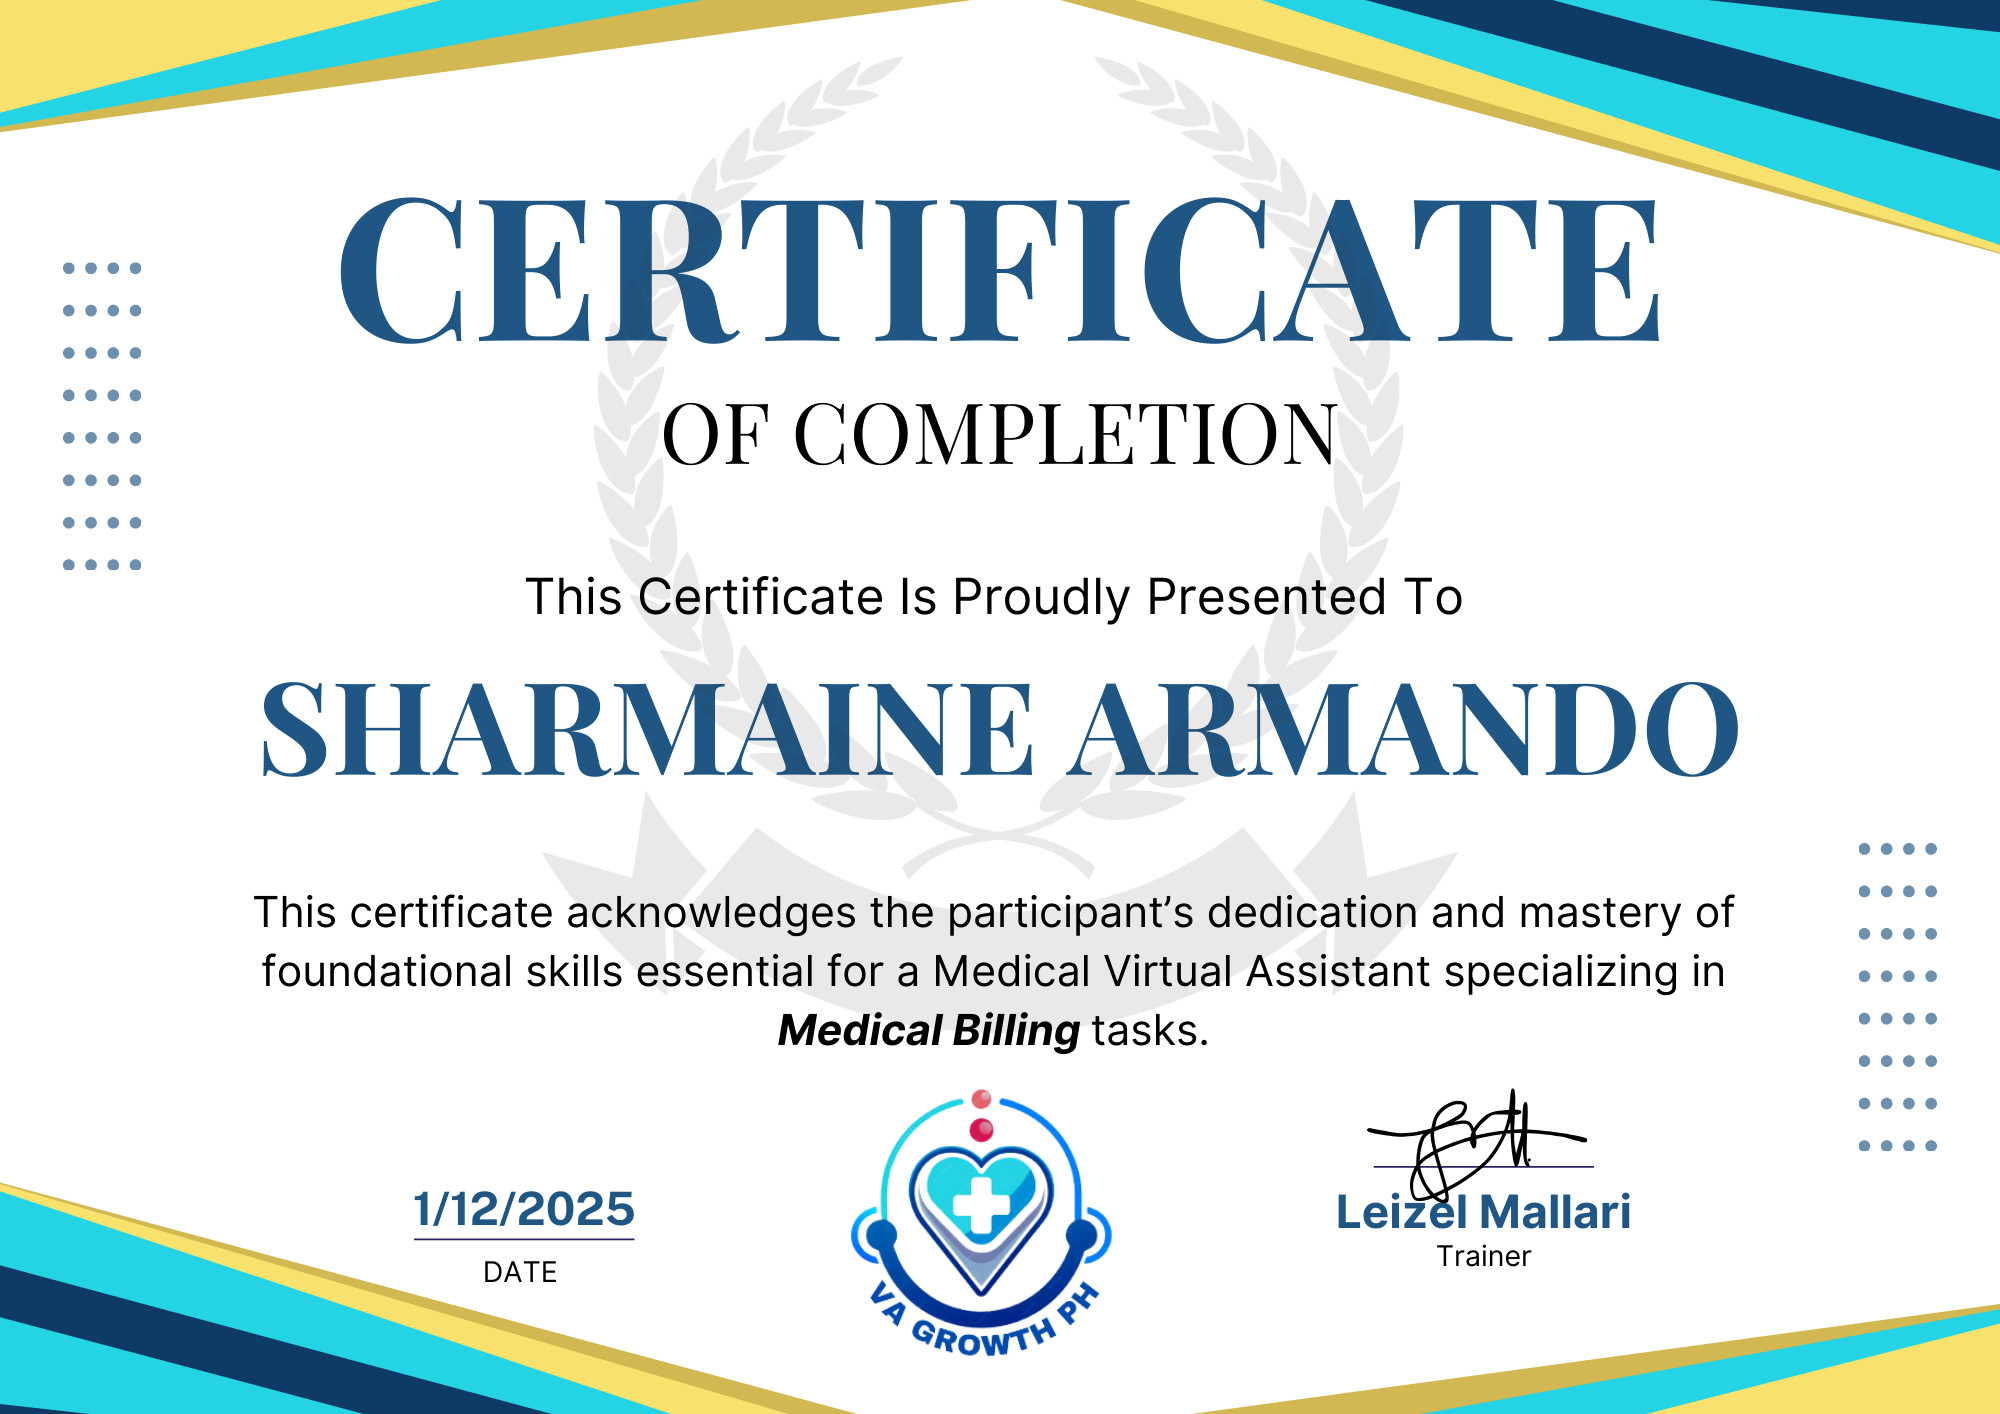 CERTIFICATE
OF COMPLETION
This Certificate Is Proudly Presented To
SHARMAINE ARMANDO
This certificate acknowledges the participant’s dedication and mastery of
foundational skills essential for a Medical Virtual Assistant specializing in
Medical Billing tasks.
1/12/2025
DATE
VA GROWTH PH
Leizel Mallari
Trainer